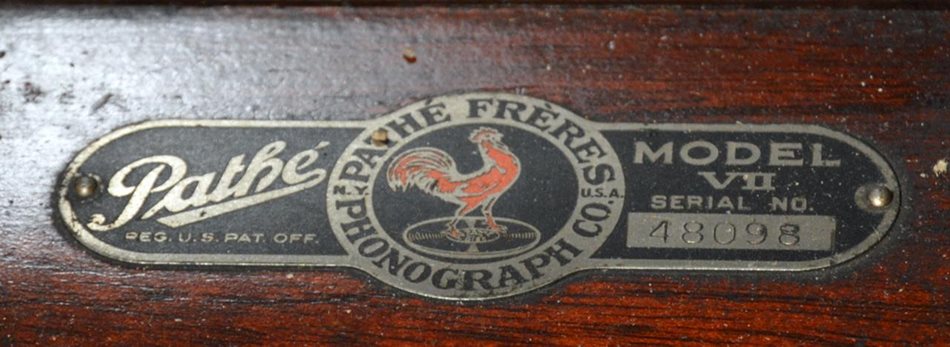 Pathé
REG. U.S. PAT. OFF.
PATHÉ FRÈRES
PHONOGRAPH CO.
N.Y.
U.S.A.
MODEL
VII
SERIAL NO.
48098